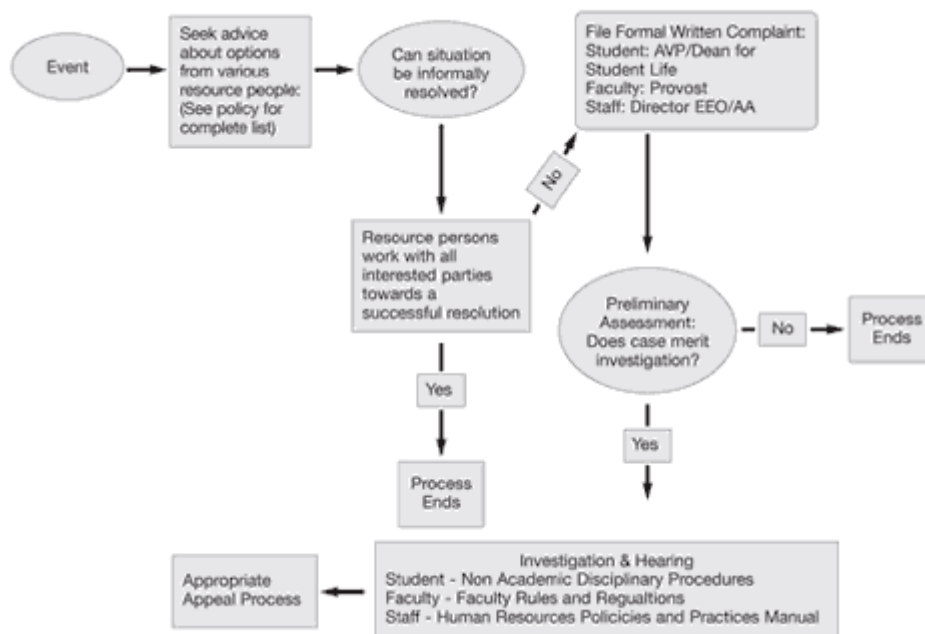 Event
Seek advice
about options
from various
resource people:
(See policy for
complete list)
Can situation
be informally
resolved?
File Formal Written Complaint:
Student: AVP/Dean for
Student Life
Faculty: Provost
Staff: Director EEO/AA
No
Resource persons
work with all
interested parties
towards a
successful resolution
Yes
Process
Ends
Preliminary
Assessment:
Does case merit
investigation?
No
Process
Ends
Yes
Investigation & Hearing
Student - Non Academic Disciplinary Procedures
Faculty - Faculty Rules and Regualtions
Staff - Human Resources Policicies and Practices Manual
Appropriate
Appeal Process